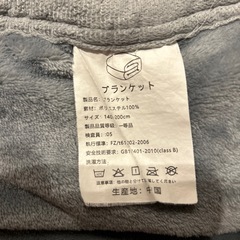 ブランケット
製品名：ブランケット
素材：ポリエステル100%
サイズ：140*200cm
製品品質等級：一等品
検査員：05
執行標準：FZ/t61002-2006
安全技術要求：GB18401-2010(class B)
洗濯方法：
生産地：中国